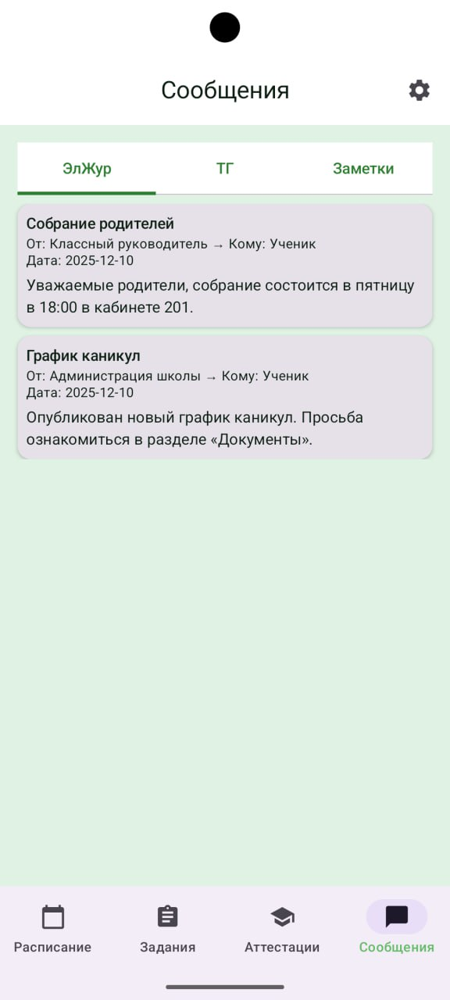 Сообщения
ЭлЖур
ТГ
Заметки
Собрание родителей
От: Классный руководитель → Кому: Ученик
Дата: 2025-12-10
Уважаемые родители, собрание состоится в пятницу
в 18:00 в кабинете 201.
График каникул
От: Администрация школы → Кому: Ученик
Дата: 2025-12-10
Опубликован новый график каникул. Просьба
ознакомиться в разделе «Документы».
Расписание
Задания
Аттестации
Сообщения